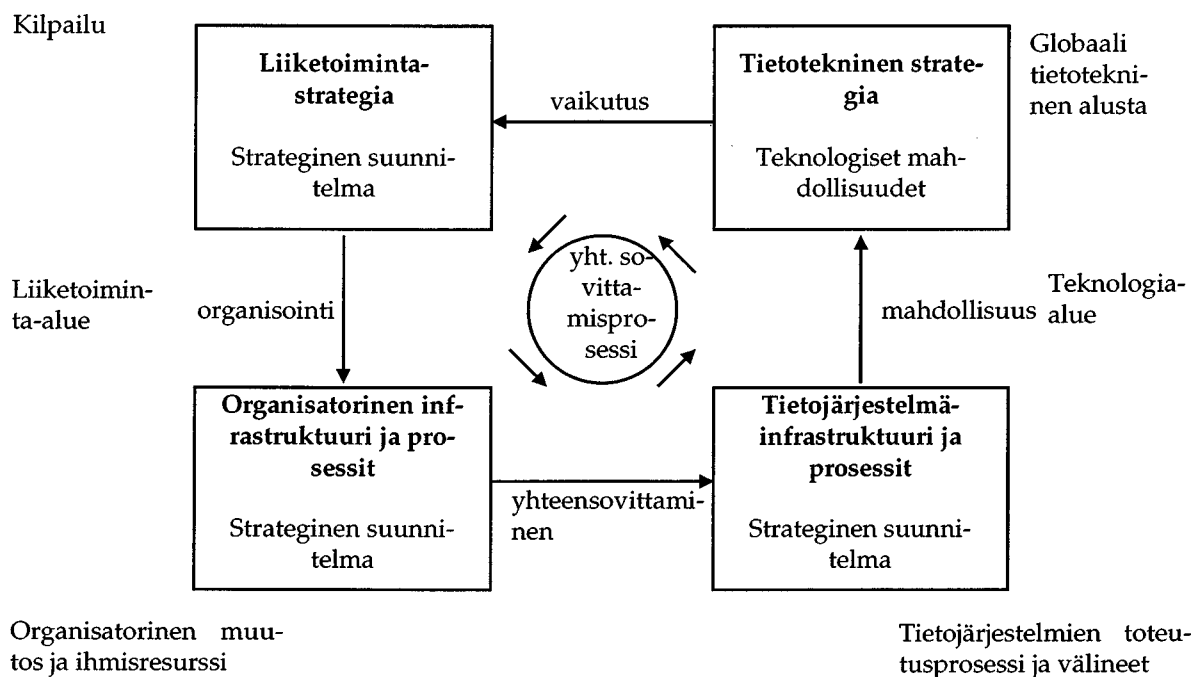 Kilpailu
Liiketoiminta-
strategia
Strateginen suunni-
telma
vaikutus
Tietotekninen strate-
gia
Teknologiset mah-
dollisuudet
Globaali
tietotekni-
nen alusta
Liiketoimin-
ta-alue
organisointi
yht. so-
vitta-
mispro-
sessi
mahdollisuus
Teknologia-
alue
Organisatorinen inf-
rastruktuuri ja pro-
sessit
Strateginen suunni-
telma
yhteensovittami-
nen
Tietojärjestelmä-
infrastruktuuri ja
prosessit
Strateginen suunni-
telma
Organisatorinen muu-
tos ja ihmisresurssi
Tietojärjestelmien toteu-
tusprosessi ja välineet